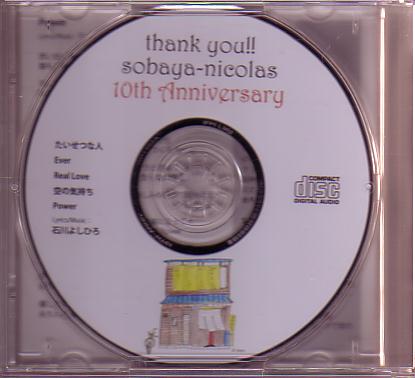 thank you!!
sobaya-nicolas
10th Anniversary
たいせつな人
Ever
Real Love
空の気持ち
Power
Lyrics/Music :
石川よしひろ
COMPACT
disc
DIGITAL AUDIO